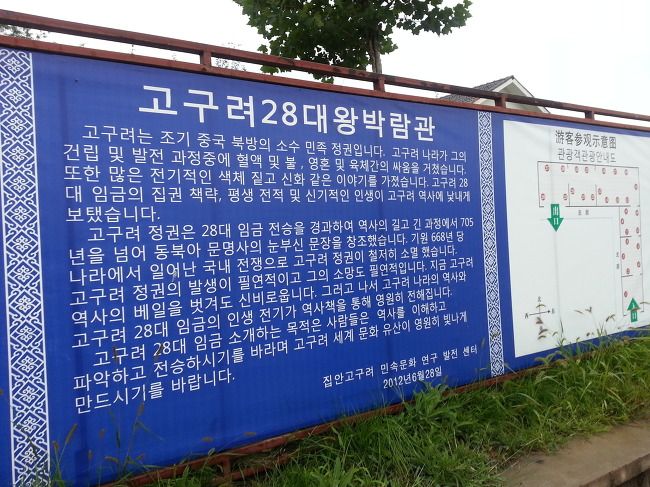 고구려28대왕박람관
고구려는 조기 중국 북방의 소수 민족 정권입니다. 고구려 나라가 그의
건립 및 발전 과정중에 혈액 및 불 , 영혼 및 육체간의 싸움을 거쳤습니다.
또한 많은 전기적인 색체 짙고 신화 같은 이야기를 가졌습니다. 고구려 28
대 임금의 집권 책략, 평생 전적 및 신기적인 인생이 고구려 역사에 낮내게
보탰습니다.
고구려 정권은 28대 임금 전승을 경과하여 역사의 길고 긴 과정에서 705
년을 넘어 동북아 문명사의 눈부신 문장을 창조했습니다. 기원 668년 당
나라에서 일어난 국내 전쟁으로 고구려 정권이 철저히 소멸 했습니다.
고구려 정권의 발생이 필연적이고 그의 소망도 필연적입니다. 지금 고구려
역사의 베일을 벗겨도 신비로웁니다. 그러고 나서 고구려 나라의 역사와
고구려 28대 임금의 인생 전기가 역사책을 통해 영원히 전해집니다.
고구려 28대 임금 소개하는 목적은 사람들은 역사를 이해하고
파악하고 전승하시기를 바라며 고구려 세계 문화 유산이 영원히 빛나게
만드시기를 바랍니다.
집안고구려 민속문화 연구 발전 센터
2012年6月28일
游客参观示意图
관광객관광안내도
出口
入口
北
西
东
南